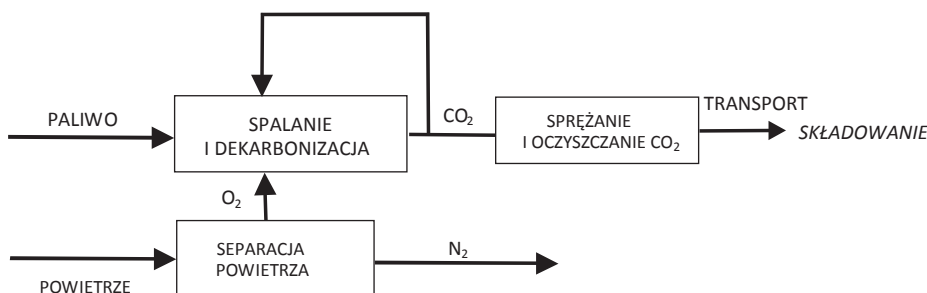 PALIWO
SPALANIE
I DEKARBONIZACJA
CO₂
SPRĘŻANIE
I OCZYSZCZANIE CO₂
TRANSPORT
SKŁADOWANIE
O₂
POWIETRZE
SEPARACJA
POWIETRZA
N₂